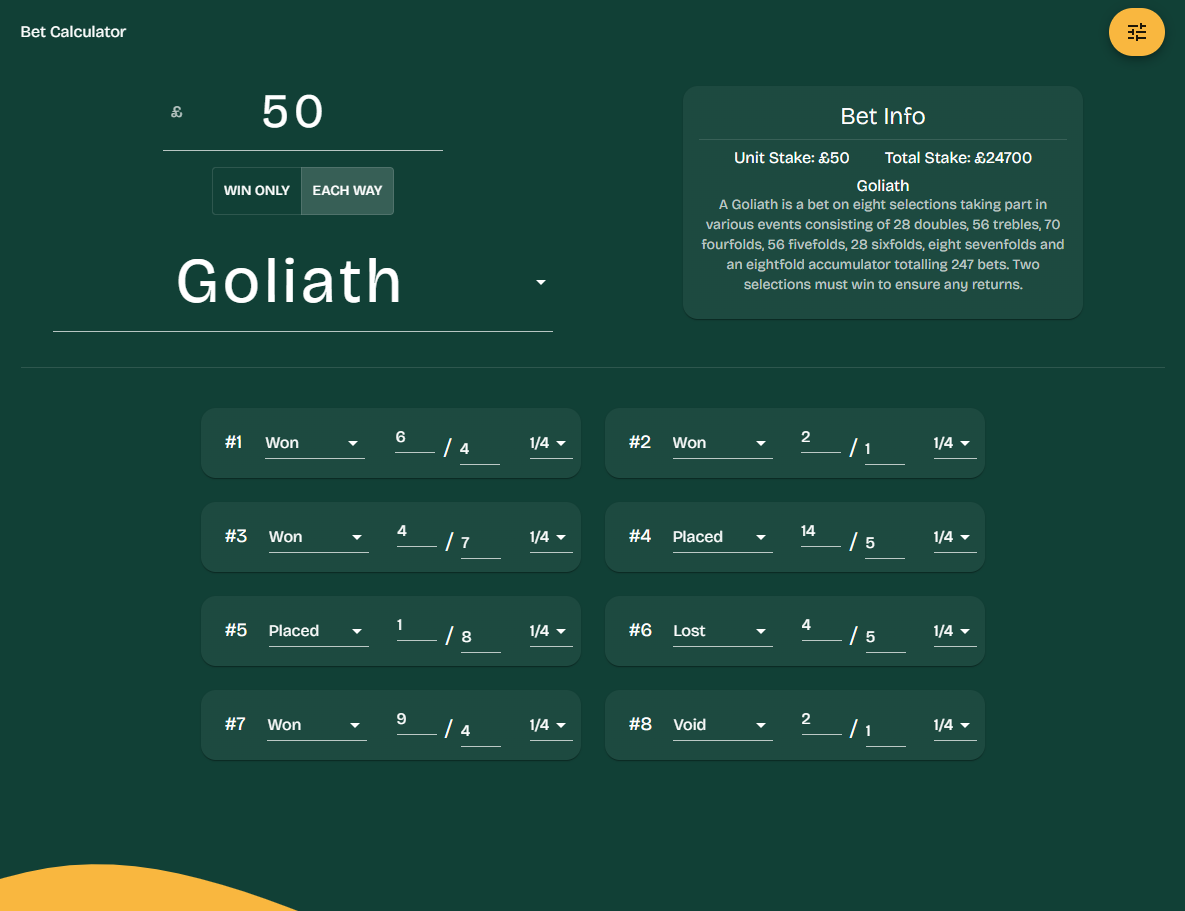 Bet Calculator
£ 50
WIN ONLY EACH WAY
Goliath
Bet Info
Unit Stake: £50 Total Stake: £24700
Goliath
A Goliath is a bet on eight selections taking part in
various events consisting of 28 doubles, 56 trebles, 70
fourfolds, 56 fivefolds, 28 sixfolds, eight sevenfolds and
an eightfold accumulator totalling 247 bets. Two
selections must win to ensure any returns.
#1 Won 6 / 4 1/4
#2 Won 2 / 1 1/4
#3 Won 4 / 7 1/4
#4 Placed 14 / 5 1/4
#5 Placed 1 / 8 1/4
#6 Lost 4 / 5 1/4
#7 Won 9 / 4 1/4
#8 Void 2 / 1 1/4